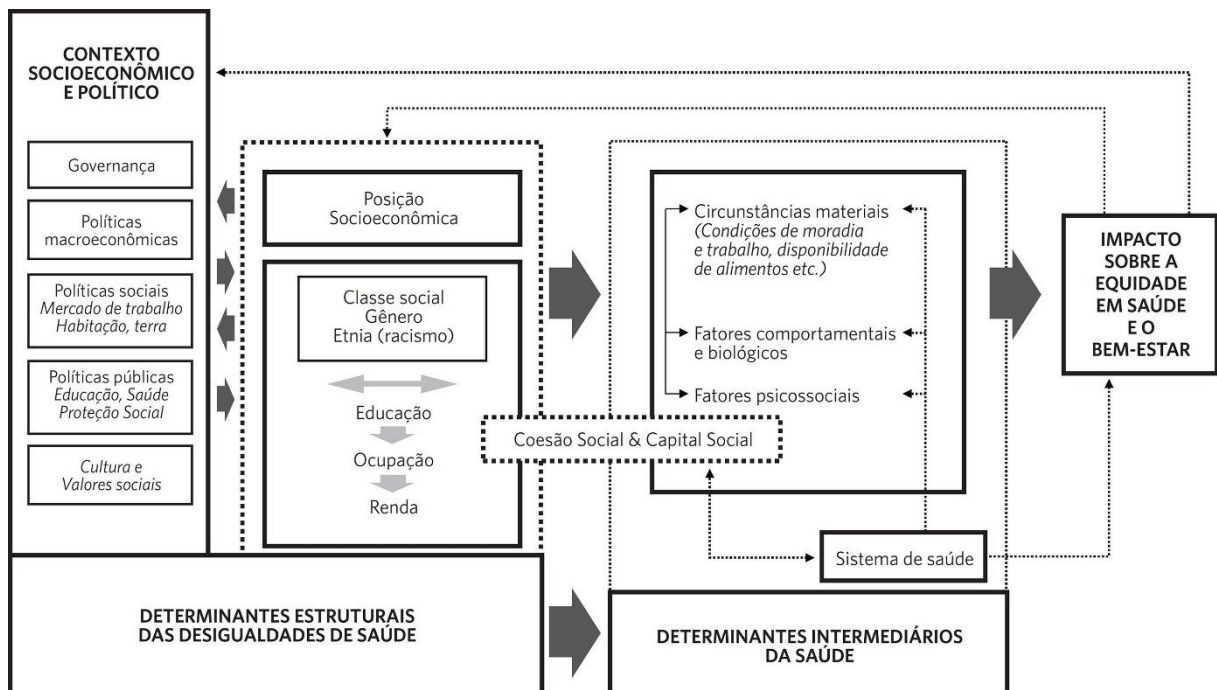 CONTEXTO
SOCIOECONÔMICO
E POLÍTICO
Governança
Políticas
macroeconômicas
Políticas sociais
Mercado de trabalho
Habitação, terra
Políticas públicas
Educação, Saúde
Proteção Social
Cultura e
Valores sociais
Posição
Socioeconômica
Classe social
Gênero
Etnia (racismo)
Educação
Ocupação
Renda
Coesão Social & Capital Social
Circunstâncias materiais
(Condições de moradia
e trabalho, disponibilidade
de alimentos etc.)
Fatores comportamentais
e biológicos
Fatores psicossociais
Sistema de saúde
IMPACTO
SOBRE A
EQUIDADE
EM SAÚDE
E O
BEM-ESTAR
DETERMINANTES ESTRUTURAIS
DAS DESIGUALDADES DE SAÚDE
DETERMINANTES INTERMEDIÁRIOS
DA SAÚDE